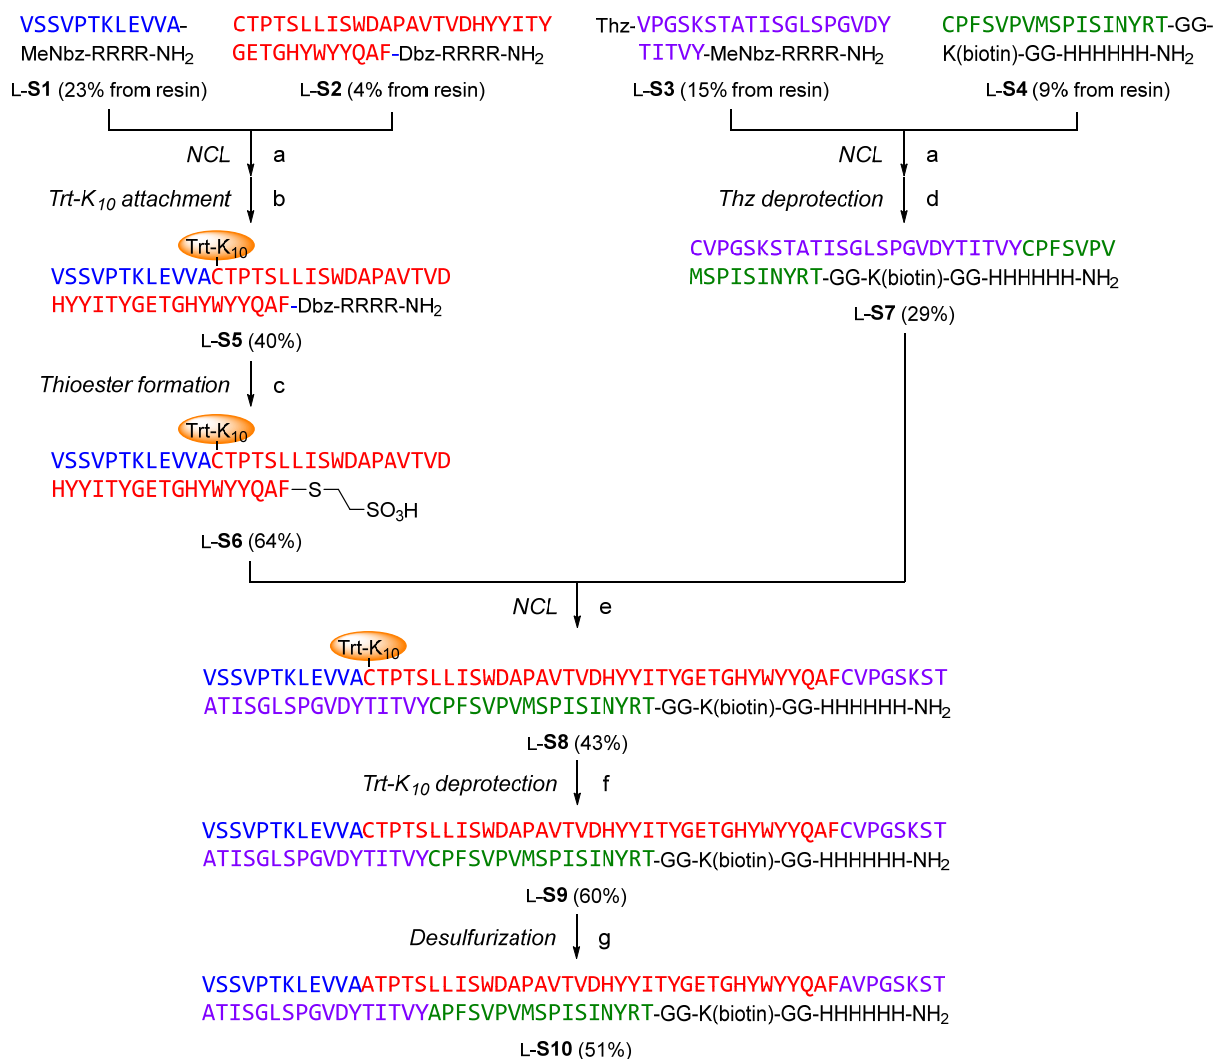 VSSVPTKLEVVA-
MeNbz-RRRR-NH2
L-S1 (23% from resin)
CTPTSLLISWDAPAVTVDHYYITY
GETGHYWYYQAF-Dbz-RRRR-NH2
L-S2 (4% from resin)
Thz-VPGSKSTATISGLSPGVDY
TITVY-MeNbz-RRRR-NH2
L-S3 (15% from resin)
CPFSVPVMSPISINYRT-GG-
K(biotin)-GG-HHHHHH-NH2
L-S4 (9% from resin)
NCL a
Trt-K10 attachment b
NCL a
Thz deprotection d
Trt-K10
VSSVPTKLEVVACTPTSLLISWDAPAVTVD
HYYITYGETGHYWYYQAF-Dbz-RRRR-NH2
L-S5 (40%)
CVPGSKSTATISGLSPGVDYTITVYCPFSVPV
MSPISINYRT-GG-K(biotin)-GG-HHHHHH-NH2
L-S7 (29%)
Thioester formation c
Trt-K10
VSSVPTKLEVVACTPTSLLISWDAPAVTVD
HYYITYGETGHYWYYQAF-S
SO3H
L-S6 (64%)
NCL e
Trt-K10
VSSVPTKLEVVACTPTSLLISWDAPAVTVDHYYITYGETGHYWYYQAFCVPGSKST
ATISGLSPGVDYTITVYCPFSVPVMSPISINYRT-GG-K(biotin)-GG-HHHHHH-NH2
L-S8 (43%)
Trt-K10 deprotection f
VSSVPTKLEVVACTPTSLLISWDAPAVTVDHYYITYGETGHYWYYQAFCVPGSKST
ATISGLSPGVDYTITVYCPFSVPVMSPISINYRT-GG-K(biotin)-GG-HHHHHH-NH2
L-S9 (60%)
Desulfurization g
VSSVPTKLEVVAATPTSLLISWDAPAVTVDHYYITYGETGHYWYYQAFAVPGSKST
ATISGLSPGVDYTITVYAPFSVPVMSPISINYRT-GG-K(biotin)-GG-HHHHHH-NH2
L-S10 (51%)